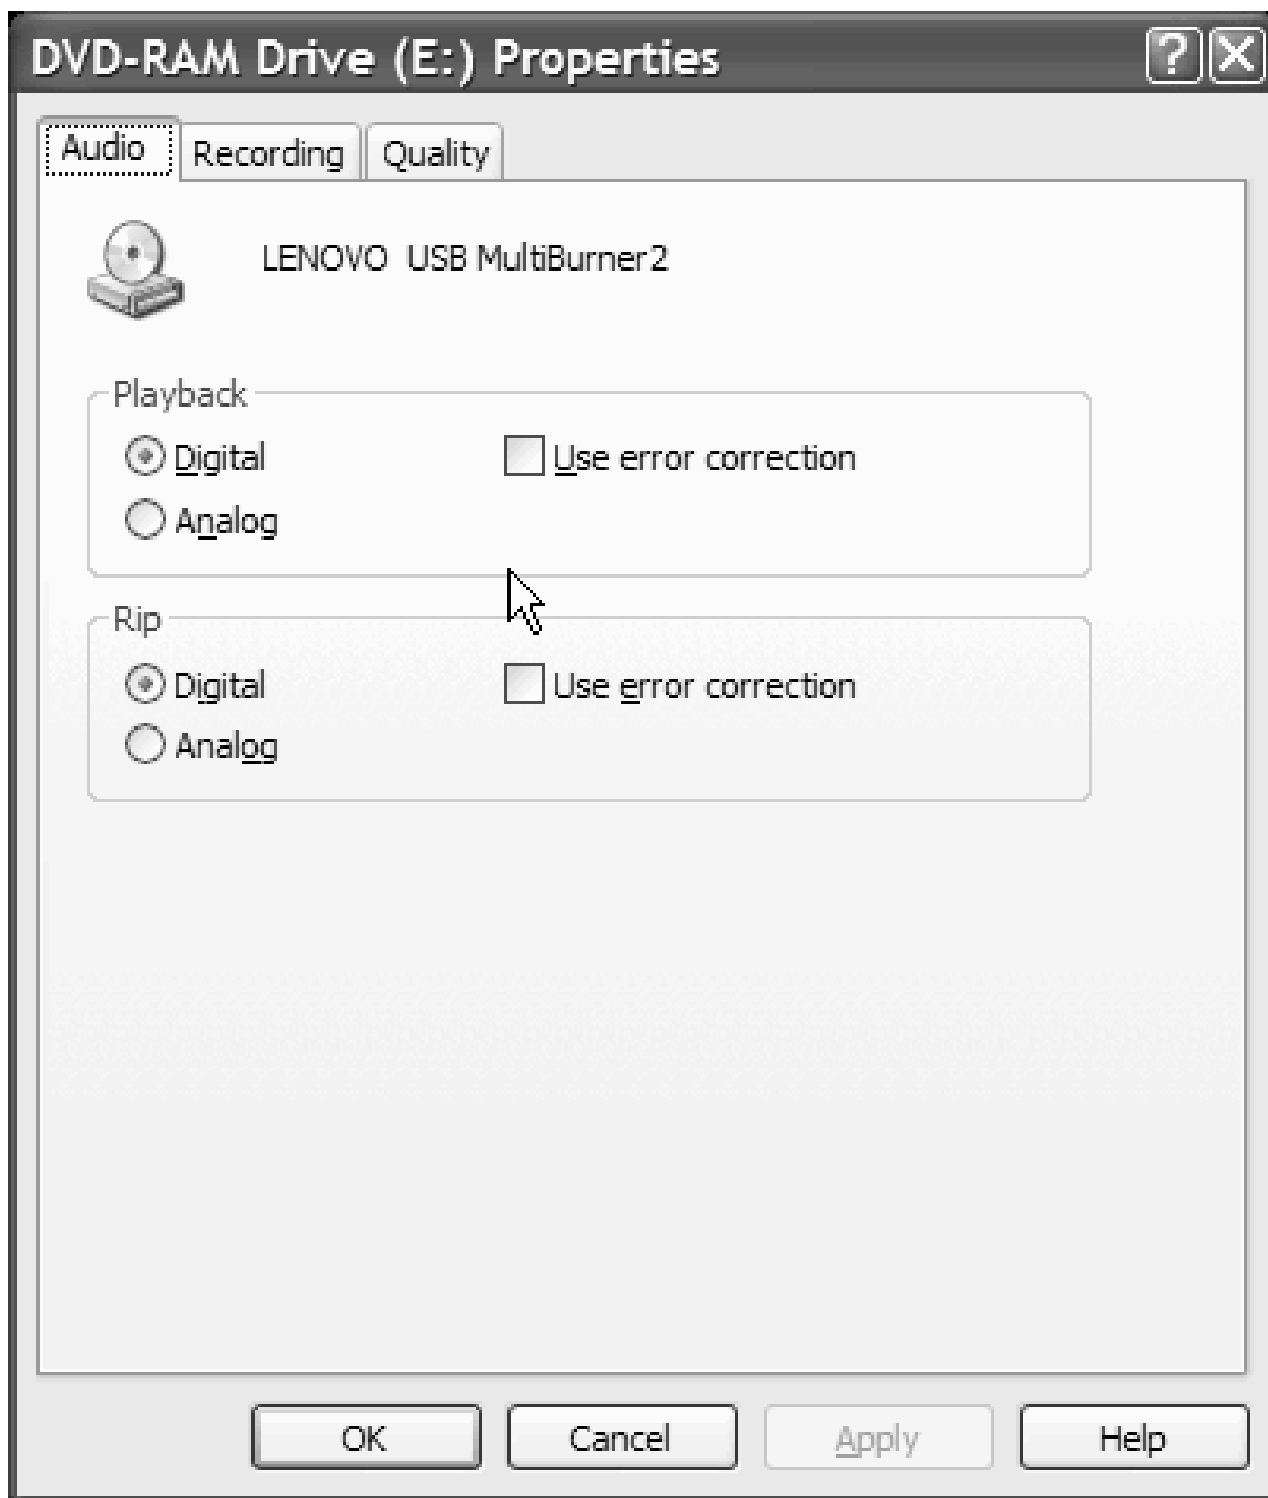 DVD-RAM Drive (E:) Properties
Audio Recording Quality
LENOVO USB MultiBurner2
Playback
Digital Use error correction
Analog
Rip
Digital Use error correction
Analog
OK Cancel Apply Help